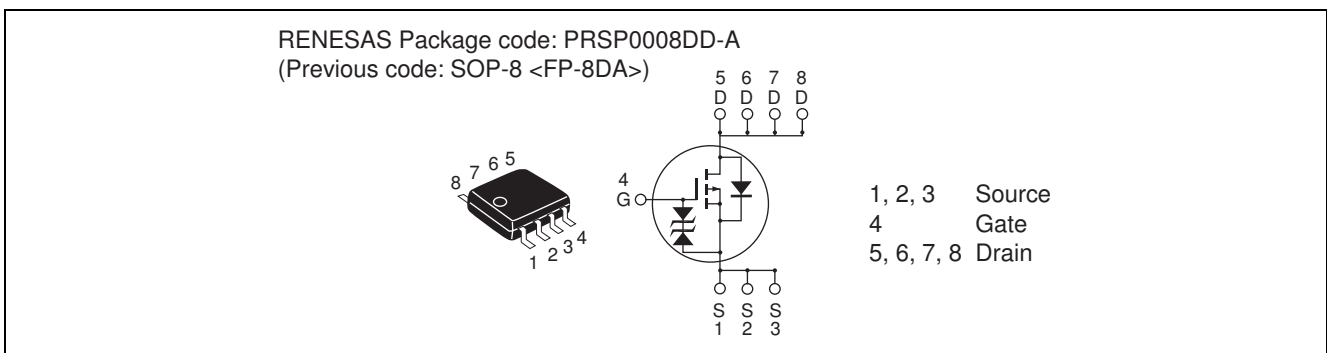 RENESAS Package code: PRSP0008DD-A
(Previous code: SOP-8 <FP-8DA>)
5 6 7 8
D D D D
8 7 6 5
1 2 3 4
4
G
S S S
1 2 3
1, 2, 3 Source
4 Gate
5, 6, 7, 8 Drain